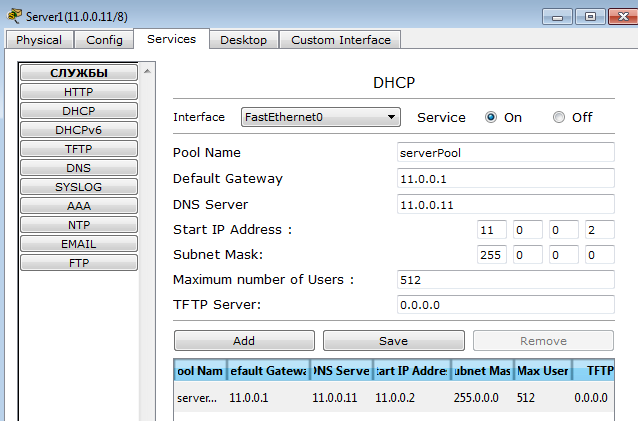 Server1(11.0.0.11/8)
Physical Config Services Desktop Custom Interface
СЛУЖБЫ
HTTP
DHCP
DHCPv6
TFTP
DNS
SYSLOG
AAA
NTP
EMAIL
FTP
DHCP
Interface FastEthernet0 Service On Off
Pool Name serverPool
Default Gateway 11.0.0.1
DNS Server 11.0.0.11
Start IP Address : 11 0 0 2
Subnet Mask: 255 0 0 0
Maximum number of Users : 512
TFTP Server: 0.0.0.0
Add Save Remove
ool Nam efault Gatewa DNS Serve tart IP Addres ubnet Mas Max User TFTP
server... 11.0.0.1 11.0.0.11 11.0.0.2 255.0.0.0 512 0.0.0.0